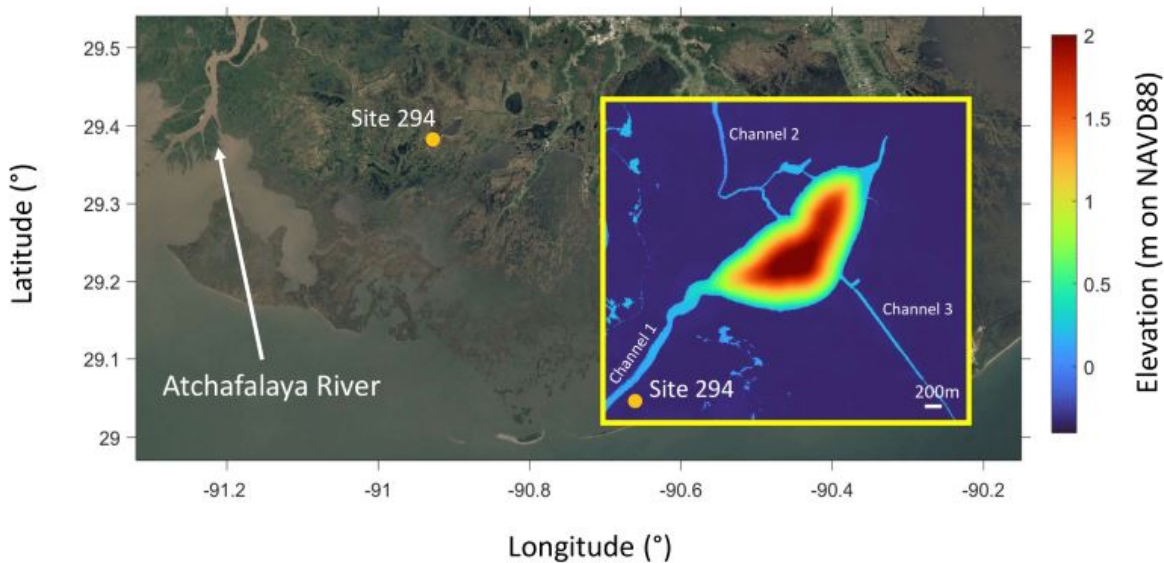 29.5
29.4
29.3
29.2
29.1
29
Latitude (°)
Site 294
Atchafalaya River
Channel 2
Channel 3
Channel 1
Site 294
200m
-91.2
-91
-90.8
-90.6
-90.4
-90.2
Longitude (°)
2
1.5
1
0.5
0
Elevation (m on NAVD88)